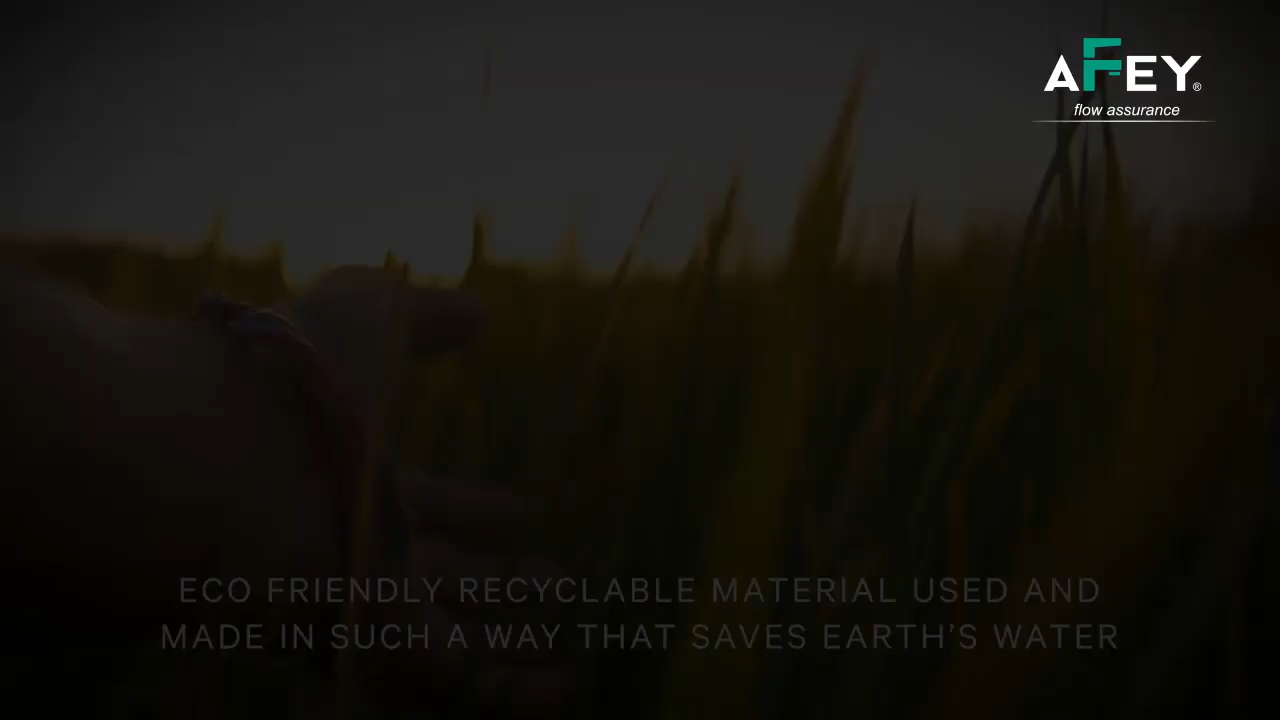 AFEY®
flow assurance
ECO FRIENDLY RECYCLABLE MATERIAL USED AND
MADE IN SUCH A WAY THAT SAVES EARTH'S WATER